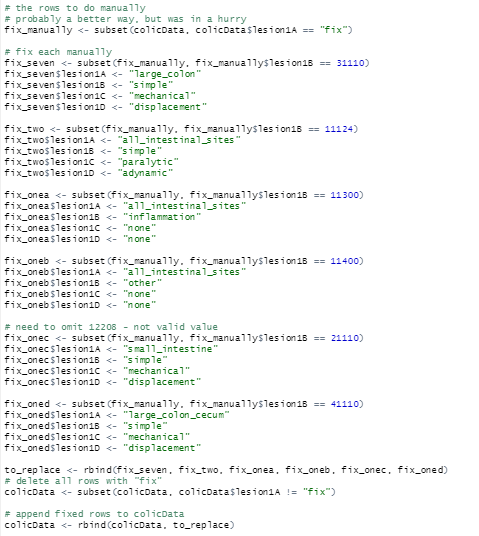 # the rows to do manually
# probably a better way, but was in a hurry
fix_manually <- subset(colicData, colicData$lesion1A == "fix")
# fix each manually
fix_seven <- subset(fix_manually, fix_manually$lesion1B == 31110)
fix_seven$lesion1A <- "large_colon"
fix_seven$lesion1B <- "simple"
fix_seven$lesion1C <- "mechanical"
fix_seven$lesion1D <- "displacement"
fix_two <- subset(fix_manually, fix_manually$lesion1B == 11124)
fix_two$lesion1A <- "all_intestinal_sites"
fix_two$lesion1B <- "simple"
fix_two$lesion1C <- "paralytic"
fix_two$lesion1D <- "adynamic"
fix_onea <- subset(fix_manually, fix_manually$lesion1B == 11300)
fix_onea$lesion1A <- "all_intestinal_sites"
fix_onea$lesion1B <- "inflammation"
fix_onea$lesion1C <- "none"
fix_onea$lesion1D <- "none"
fix_oneb <- subset(fix_manually, fix_manually$lesion1B == 11400)
fix_oneb$lesion1A <- "all_intestinal_sites"
fix_oneb$lesion1B <- "other"
fix_oneb$lesion1C <- "none"
fix_oneb$lesion1D <- "none"
# need to omit 12208 - not valid value
fix_onec <- subset(fix_manually, fix_manually$lesion1B == 21110)
fix_onec$lesion1A <- "small_intestine"
fix_onec$lesion1B <- "simple"
fix_onec$lesion1C <- "mechanical"
fix_onec$lesion1D <- "displacement"
fix_oned <- subset(fix_manually, fix_manually$lesion1B == 41110)
fix_oned$lesion1A <- "large_colon_cecum"
fix_oned$lesion1B <- "simple"
fix_oned$lesion1C <- "mechanical"
fix_oned$lesion1D <- "displacement"
to_replace <- rbind(fix_seven, fix_two, fix_onea, fix_oneb, fix_onec, fix_oned)
# delete all rows with "fix"
colicData <- subset(colicData, colicData$lesion1A != "fix")
# append fixed rows to colicData
colicData <- rbind(colicData, to_replace)